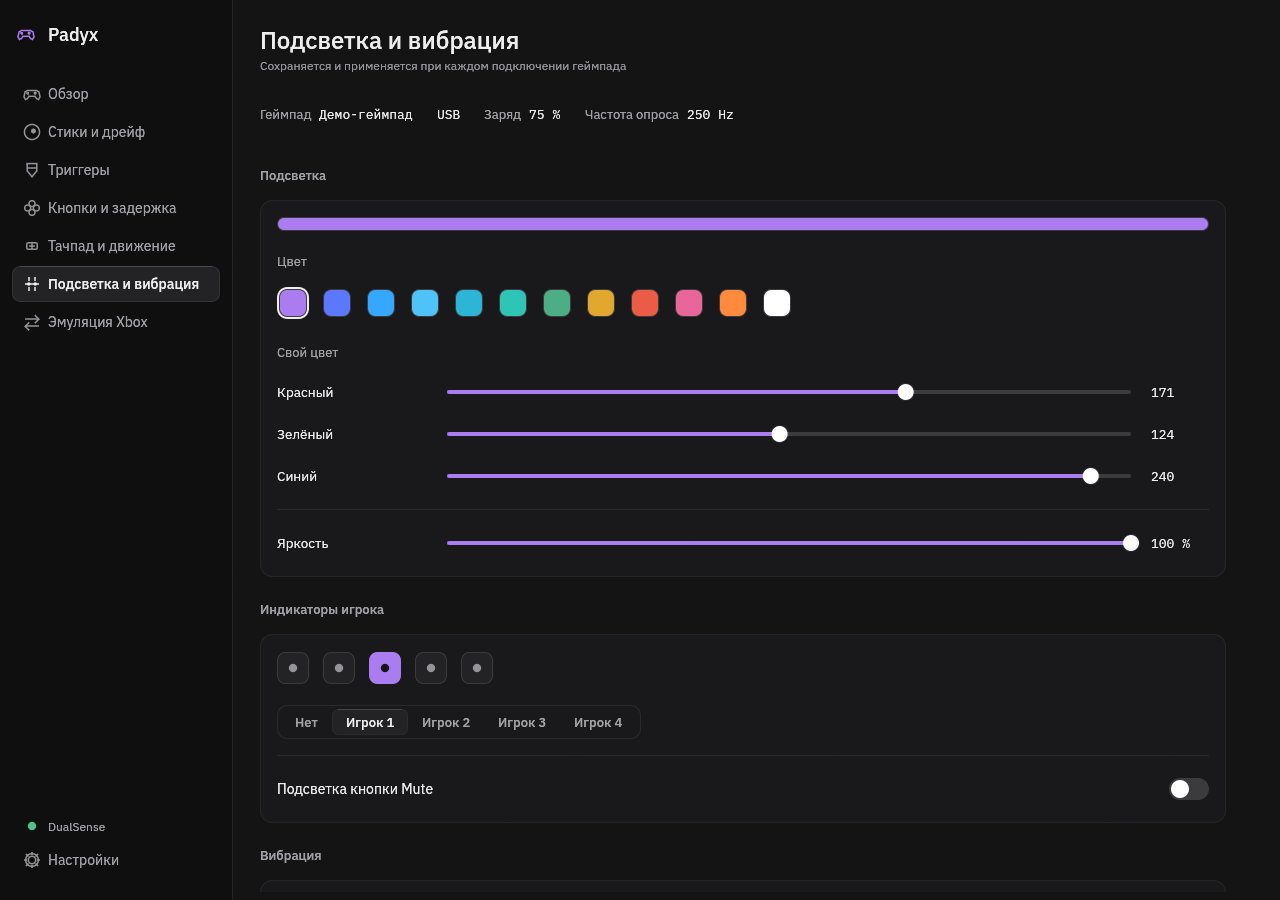 Padyx
Обзор
Стики и дрейф
Триггеры
Кнопки и задержка
Тачпад и движение
Подсветка и вибрация
Эмуляция Xbox
DualSense
Настройки
Подсветка и вибрация
Сохраняется и применяется при каждом подключении геймпада
Геймпад Демо-геймпад USB Заряд 75 % Частота опроса 250 Hz
Подсветка
Цвет
Свой цвет
Красный 171
Зелёный 124
Синий 240
Яркость 100 %
Индикаторы игрока
Нет Игрок 1 Игрок 2 Игрок 3 Игрок 4
Подсветка кнопки Mute
Вибрация